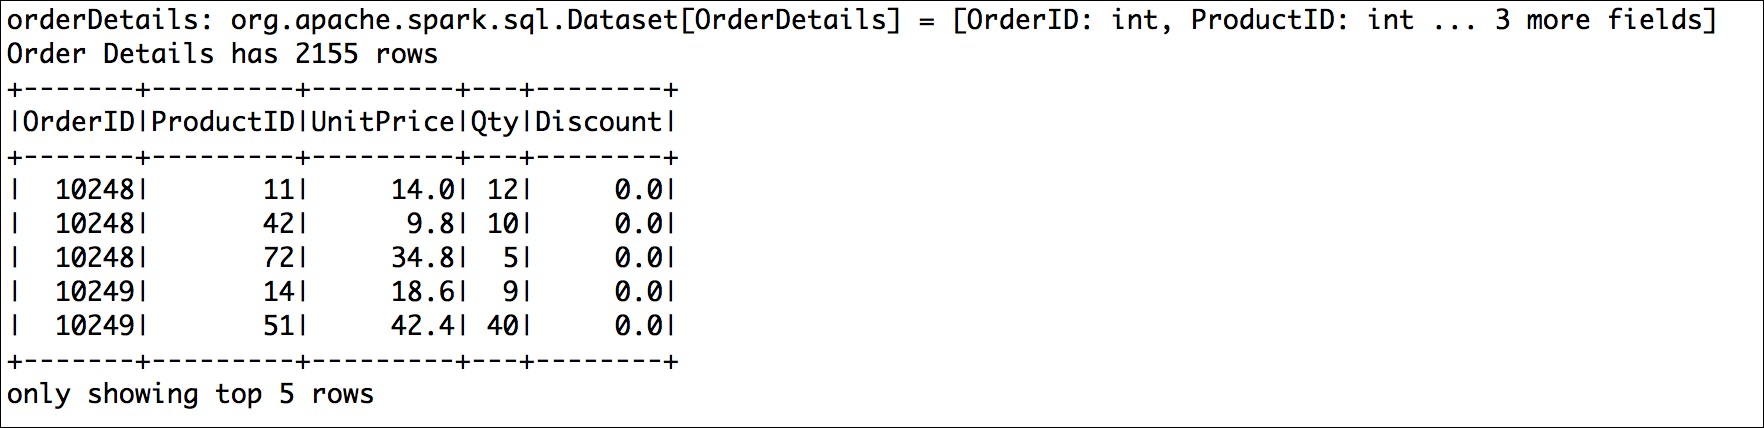 orderDetails: org.apache.spark.sql.Dataset[OrderDetails] = [OrderID: int, ProductID: int ... 3 more fields]
Order Details has 2155 rows
+-------+---------+---------+---+--------+
|OrderID|ProductID|UnitPrice|Qty|Discount|
+-------+---------+---------+---+--------+
|  10248|       11|     14.0| 12|     0.0|
|  10248|       42|      9.8| 10|     0.0|
|  10248|       72|     34.8|  5|     0.0|
|  10249|       14|     18.6|  9|     0.0|
|  10249|       51|     42.4| 40|     0.0|
+-------+---------+---------+---+--------+
only showing top 5 rows